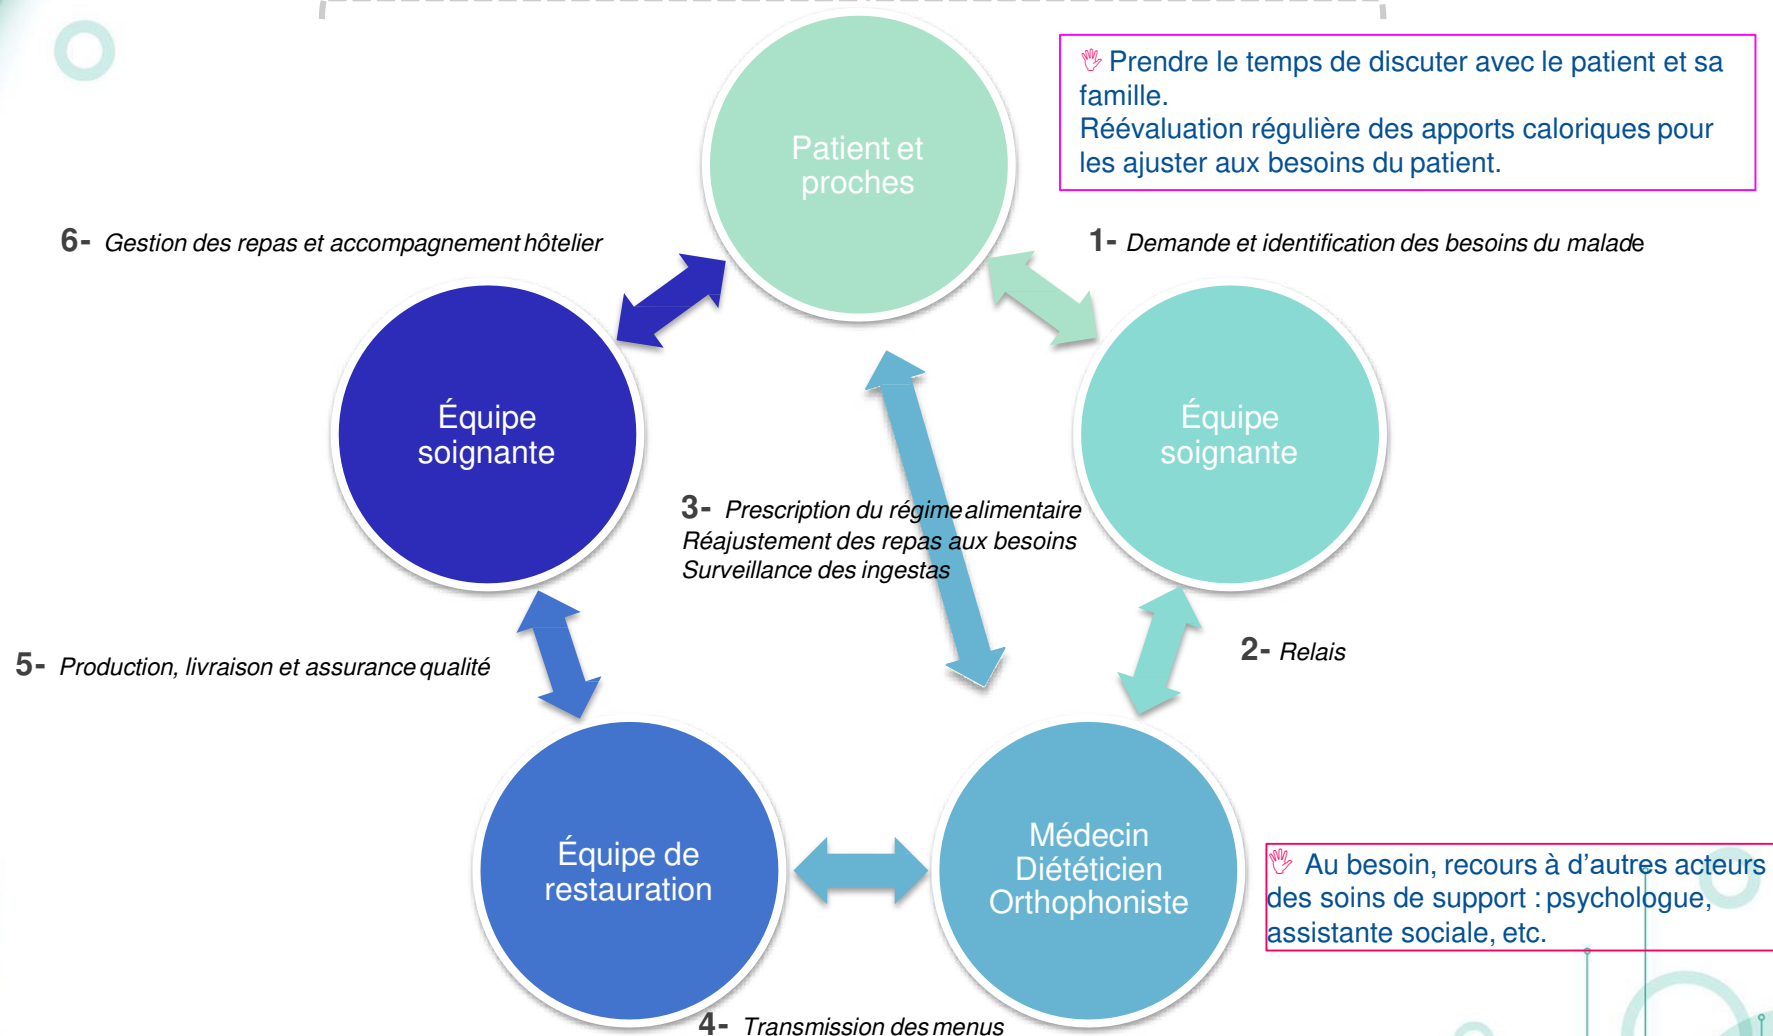 🖐 Prendre le temps de discuter avec le patient et sa
famille.
Réévaluation régulière des apports caloriques pour
les ajuster aux besoins du patient.
Patient et
proches
6- Gestion des repas et accompagnement hôtelier
1- Demande et identification des besoins du malade
Équipe
soignante
Équipe
soignante
3- Prescription du régime alimentaire
Réajustement des repas aux besoins
Surveillance des ingestas
2- Relais
5- Production, livraison et assurance qualité
Équipe de
restauration
Médecin
Diététicien
Orthophoniste
🖐 Au besoin, recours à d'autres acteurs
des soins de support : psychologue,
assistante sociale, etc.
4- Transmission des menus